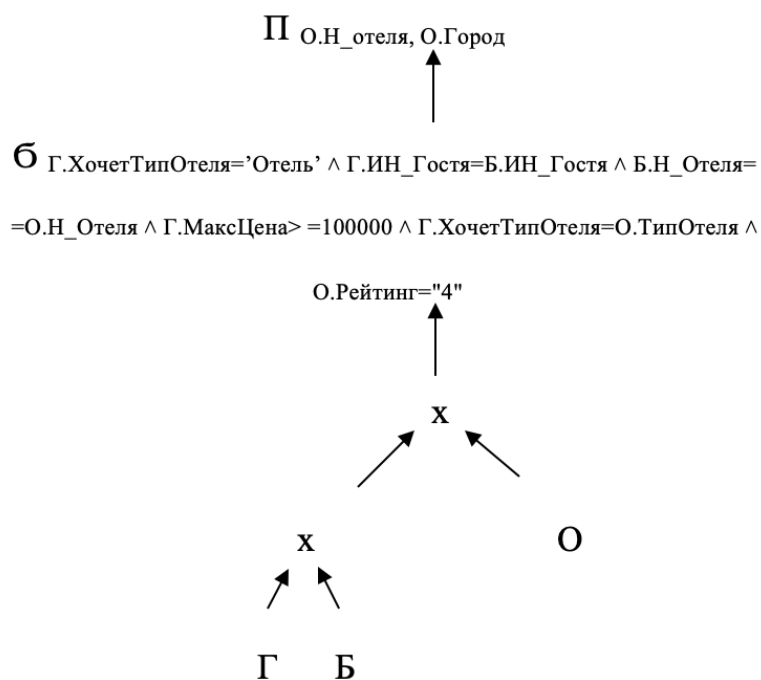 П О.Н_отеля, О.Город
б Г.ХочетТипОтеля=’Отель’ ^ Г.ИН_Гостя=Б.ИН_Гостя ^ Б.Н_Отеля=
=О.Н_Отеля ^ Г.МаксЦена> =100000 ^ Г.ХочетТипОтеля=О.ТипОтеля ^
О.Рейтинг="4"
х
х О
Г Б